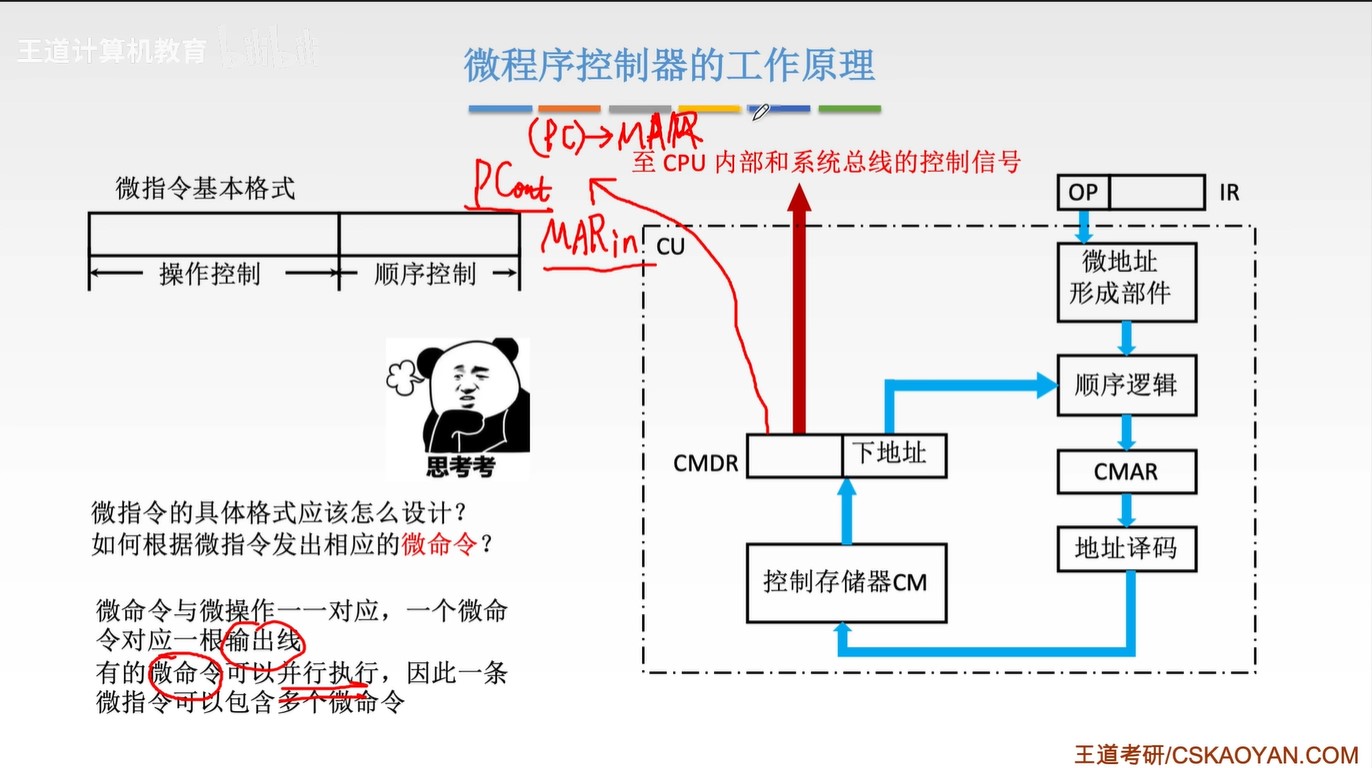 王道计算机教育 bilibili
微程序控制器的工作原理
(PC)→MAR
至 CPU 内部和系统总线的控制信号
微指令基本格式
PCout
OP
IR
MARin
CU
操作控制
顺序控制
微地址
形成部件
顺序逻辑
CMDR
下地址
CMAR
思考考
地址译码
控制存储器CM
微指令的具体格式应该怎么设计？
如何根据微指令发出相应的微命令？
微命令与微操作一一对应，一个微命
令对应一根输出线
有的微命令可以并行执行，因此一条
微指令可以包含多个微命令
王道考研/CSKAOYAN.COM